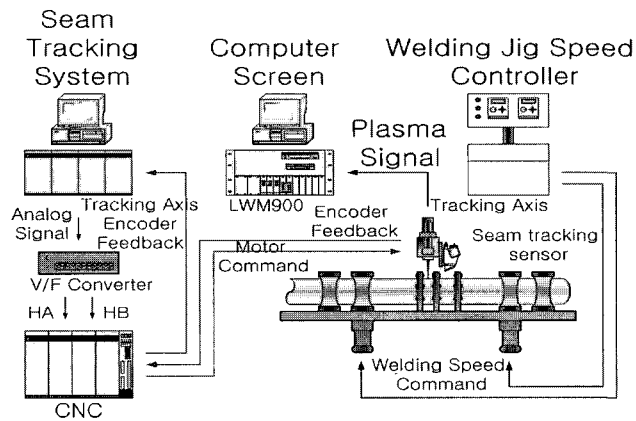 Seam
Tracking
System
Computer
Screen
Welding Jig Speed
Controller
Plasma
Signal
LWM900
Analog
Signal
Tracking Axis
Encoder
Feedback
Encoder
Feedback
Tracking Axis
Motor
Command
Seam tracking
sensor
V/F Converter
HA
HB
CNC
Welding Speed
Command